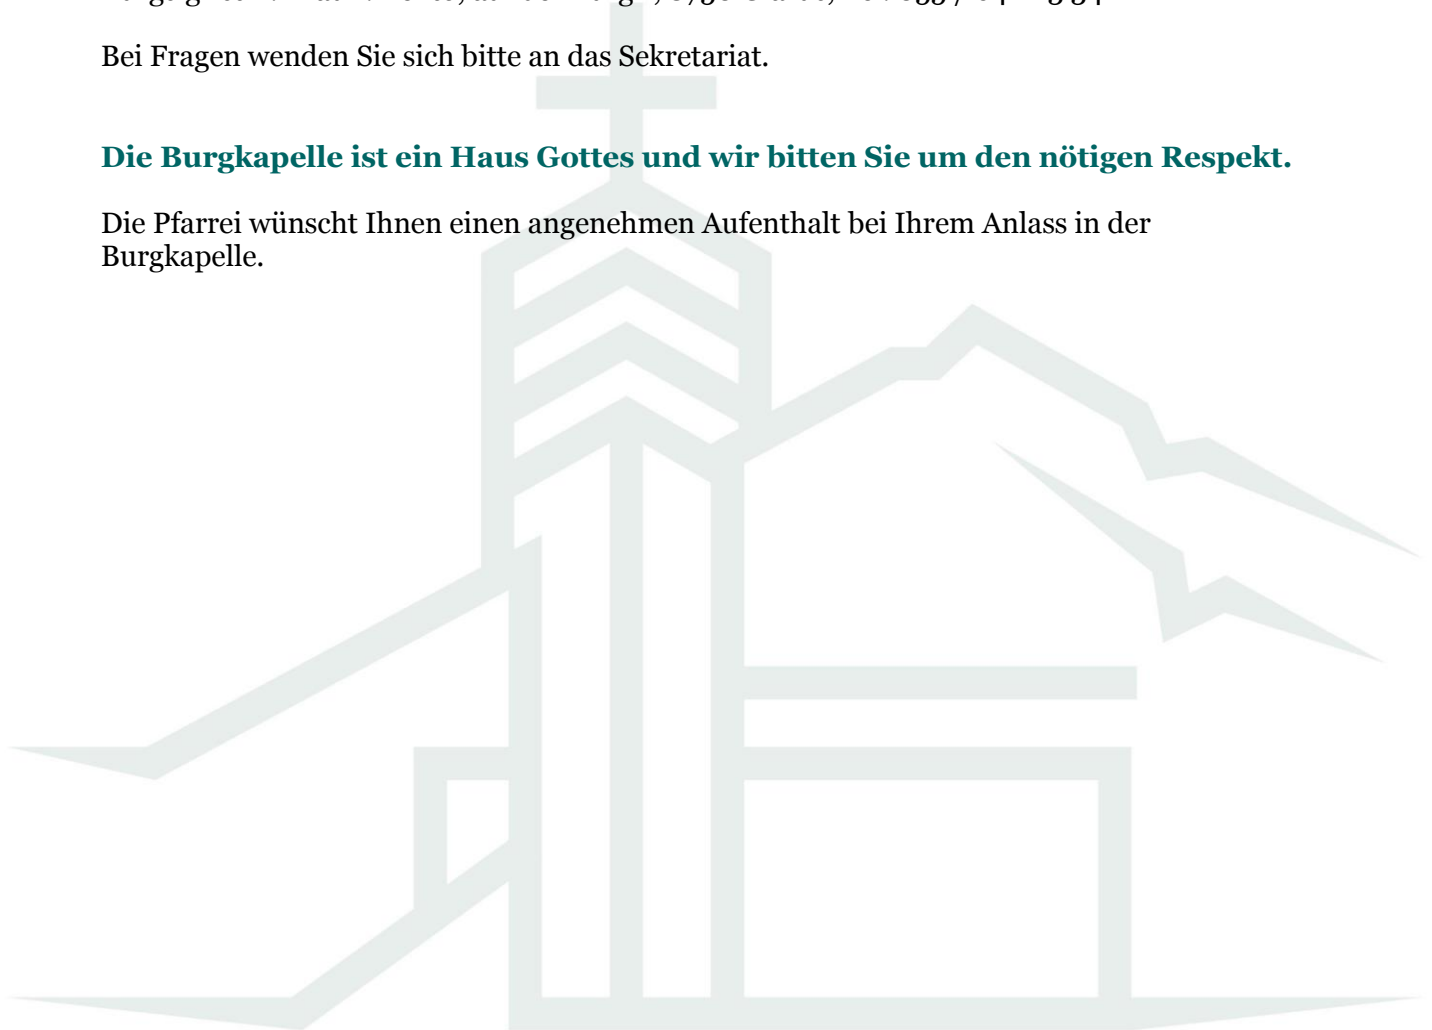 Bei Fragen wenden Sie sich bitte an das Sekretariat.
Die Burgkapelle ist ein Haus Gottes und wir bitten Sie um den nötigen Respekt.
Die Pfarrei wünscht Ihnen einen angenehmen Aufenthalt bei Ihrem Anlass in der
Burgkapelle.